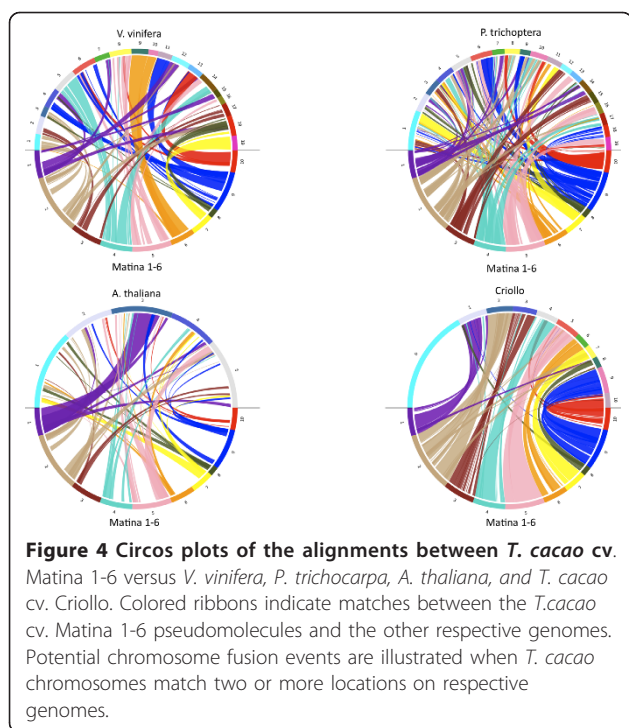 V. vinifera
P. trichoptera
Matina 1-6
Matina 1-6
A. thaliana
Criollo
Matina 1-6
Matina 1-6
Figure 4 Circos plots of the alignments between T. cacao cv.
Matina 1-6 versus V. vinifera, P. trichocarpa, A. thaliana, and T. cacao
cv. Criollo. Colored ribbons indicate matches between the T.cacao
cv. Matina 1-6 pseudomolecules and the other respective genomes.
Potential chromosome fusion events are illustrated when T. cacao
chromosomes match two or more locations on respective
genomes.